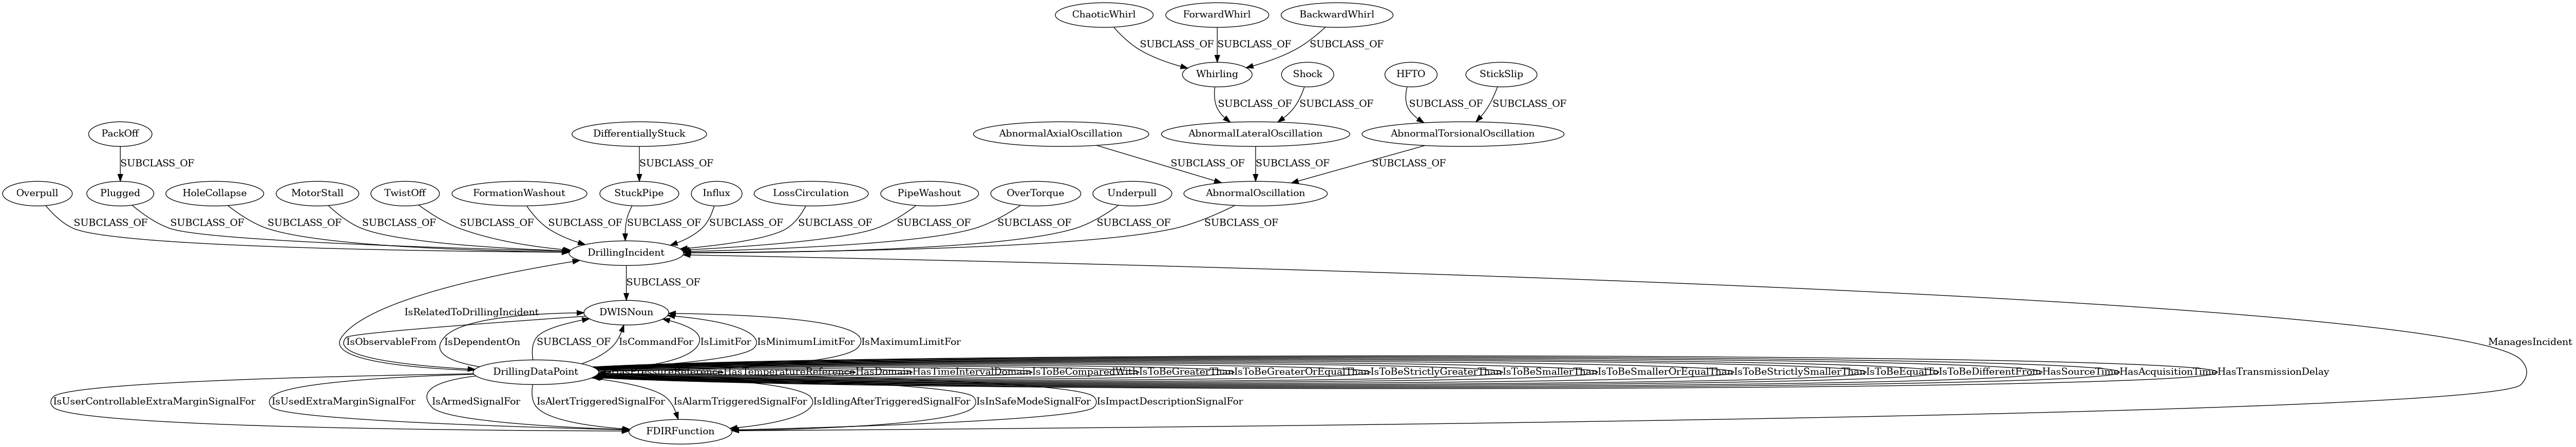 ChaoticWhirl
ForwardWhirl
BackwardWhirl
SUBCLASS_OF
SUBCLASS_OF
SUBCLASS_OF
Whirling
Shock
HFTO
StickSlip
SUBCLASS_OF
SUBCLASS_OF
SUBCLASS_OF
SUBCLASS_OF
PackOff
DifferentiallyStuck
AbnormalAxialOscillation
AbnormalLateralOscillation
AbnormalTorsionalOscillation
SUBCLASS_OF
SUBCLASS_OF
SUBCLASS_OF
SUBCLASS_OF
SUBCLASS_OF
Overpull
Plugged
HoleCollapse
MotorStall
TwistOff
FormationWashout
StuckPipe
Influx
LossCirculation
PipeWashout
OverTorque
Underpull
AbnormalOscillation
SUBCLASS_OF
SUBCLASS_OF
SUBCLASS_OF
SUBCLASS_OF
SUBCLASS_OF
SUBCLASS_OF
SUBCLASS_OF
SUBCLASS_OF
SUBCLASS_OF
SUBCLASS_OF
SUBCLASS_OF
SUBCLASS_OF
SUBCLASS_OF
DrillingIncident
SUBCLASS_OF
IsRelatedToDrillingIncident
DWISNoun
IsObservableFrom
IsDependentOn
SUBCLASS_OF
IsCommandFor
IsLimitFor
IsMinimumLimitFor
IsMaximumLimitFor
ManagesIncident
DrillingDataPoint
HasPressureReference
HasTemperatureReference
HasDomain
HasTimeIntervalDomain
IsToBeComparedWith
IsToBeGreaterThan
IsToBeGreaterOrEqualThan
IsToBeStrictlyGreaterThan
IsToBeSmallerThan
IsToBeSmallerOrEqualThan
IsToBeStrictlySmallerThan
IsToBeEqualTo
IsToBeDifferentFrom
HasSourceTime
HasAcquisitionTime
HasTransmissionDelay
IsUserControllableExtraMarginSignalFor
IsUsedExtraMarginSignalFor
IsArmedSignalFor
IsAlertTriggeredSignalFor
IsAlarmTriggeredSignalFor
IsIdlingAfterTriggeredSignalFor
IsInSafeModeSignalFor
IsImpactDescriptionSignalFor
FDIRFunction